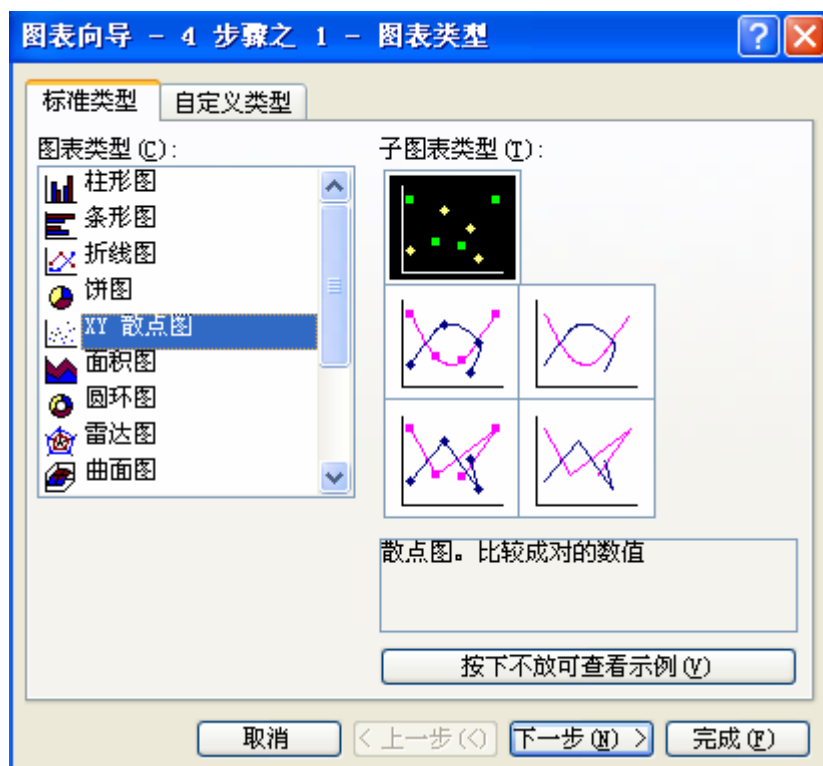 图表向导 - 4 步骤之 1 - 图表类型
标准类型 自定义类型
图表类型(C):
柱形图
条形图
折线图
饼图
XY 散点图
面积图
圆环图
雷达图
曲面图
子图表类型(T):
散点图。比较成对的数值
按下不放可查看示例(V)
取消 < 上一步(<) 下一步(N) > 完成(F)